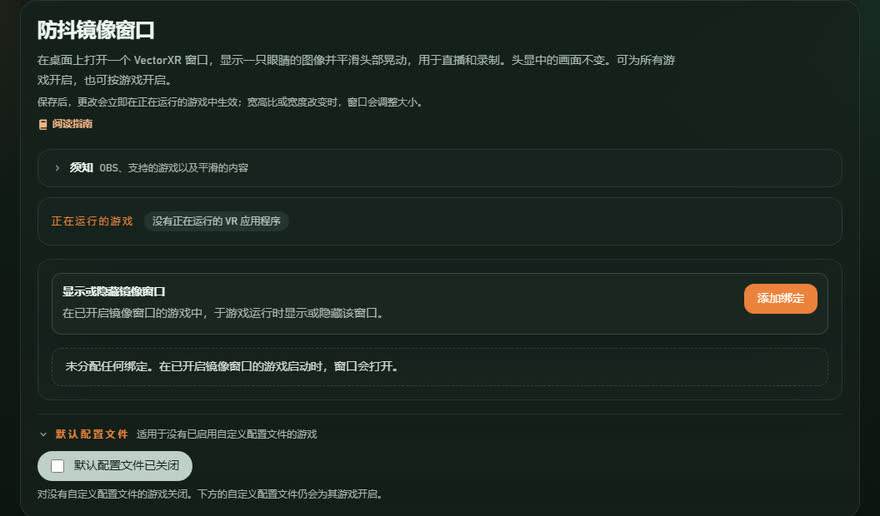 防抖镜像窗口
在桌面上打开一个 VectorXR 窗口，显示一只眼睛的图像并平滑头部晃动，用于直播和录制。头显中的画面不变。可为所有游
戏开启，也可按游戏开启。
保存后，更改会立即在正在运行的游戏中生效；宽高比或宽度改变时，窗口会调整大小。
阅读指南
须知 OBS、支持的游戏以及平滑的内容
正在运行的游戏 没有正在运行的 VR 应用程序
显示或隐藏镜像窗口
添加绑定
在已开启镜像窗口的游戏中，于游戏运行时显示或隐藏该窗口。
未分配任何绑定。在已开启镜像窗口的游戏启动时，窗口会打开。
默认配置文件 适用于没有已启用自定义配置文件的游戏
默认配置文件已关闭
对没有自定义配置文件的游戏关闭。下方的自定义配置文件仍会为其游戏开启。